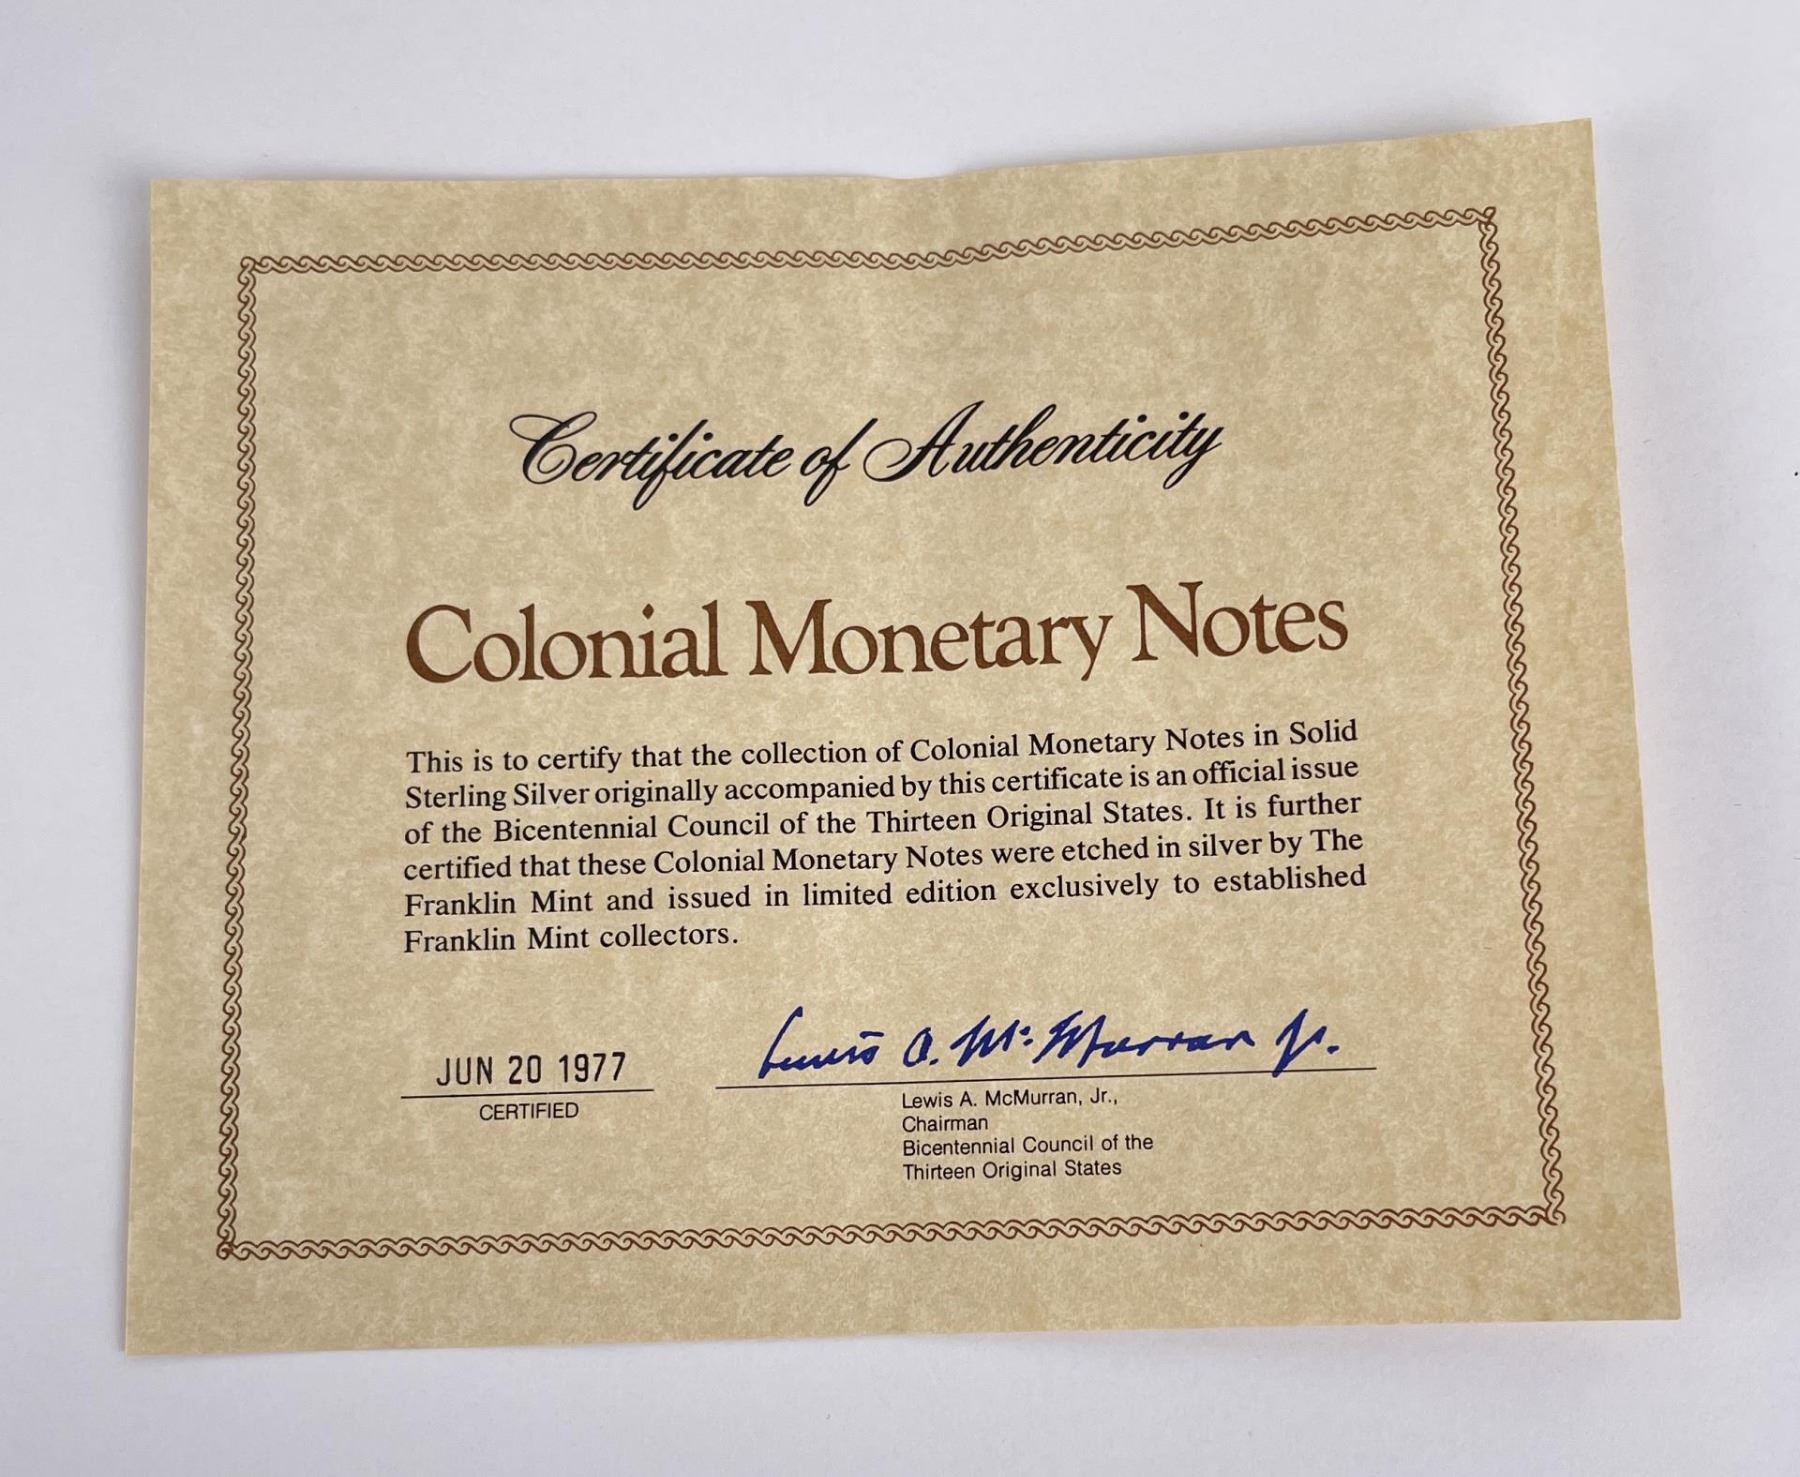 Certificate of Authenticity
Colonial Monetary Notes
This is to certify that the collection of Colonial Monetary Notes in Solid
Sterling Silver originally accompanied by this certificate is an official issue
of the Bicentennial Council of the Thirteen Original States. It is further
certified that these Colonial Monetary Notes were etched in silver by The
Franklin Mint and issued in limited edition exclusively to established
Franklin Mint collectors.
JUN 20 1977
CERTIFIED
Lewis A. McMurran Jr.
Lewis A. McMurran, Jr.,
Chairman
Bicentennial Council of the
Thirteen Original States